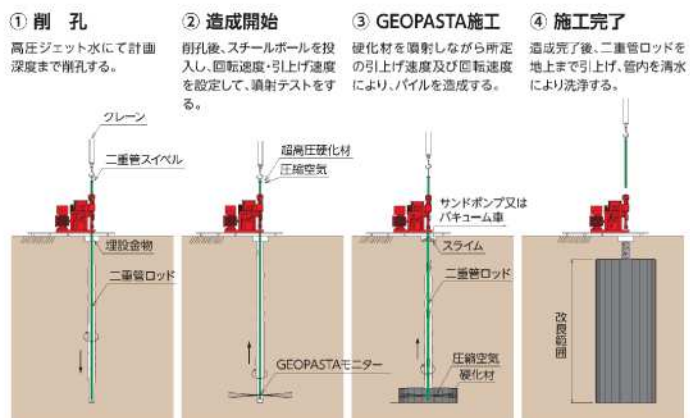 ① 削 孔
高圧ジェット水にて計画
深度まで削孔する。
クレーン
二重管スイベル
埋設金物
二重管ロッド
② 造成開始
削孔後、スチールボールを投
入し、回転速度・引上げ速度
を設定して、噴射テストをす
る。
超高圧硬化材
圧縮空気
GEOPASTAモニター
③ GEOPASTA施工
硬化材を噴射しながら所定
の引上げ速度及び回転速度
により、パイルを造成する。
サンドポンプ又は
バキューム車
スライム
二重管ロッド
圧縮空気
硬化材
④ 施工完了
造成完了後、二重管ロッドを
地上まで引上げ、管内を清水
により洗浄する。
改良範囲